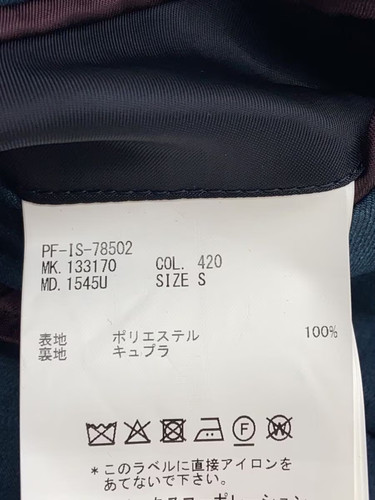 PF-IS-78502
MK. 133170 COL. 420
MD. 1545U SIZE S
表地 ポリエステル 100%
裏地 キュプラ
F W
*このラベルに直接アイロンを
あてないで下さい。